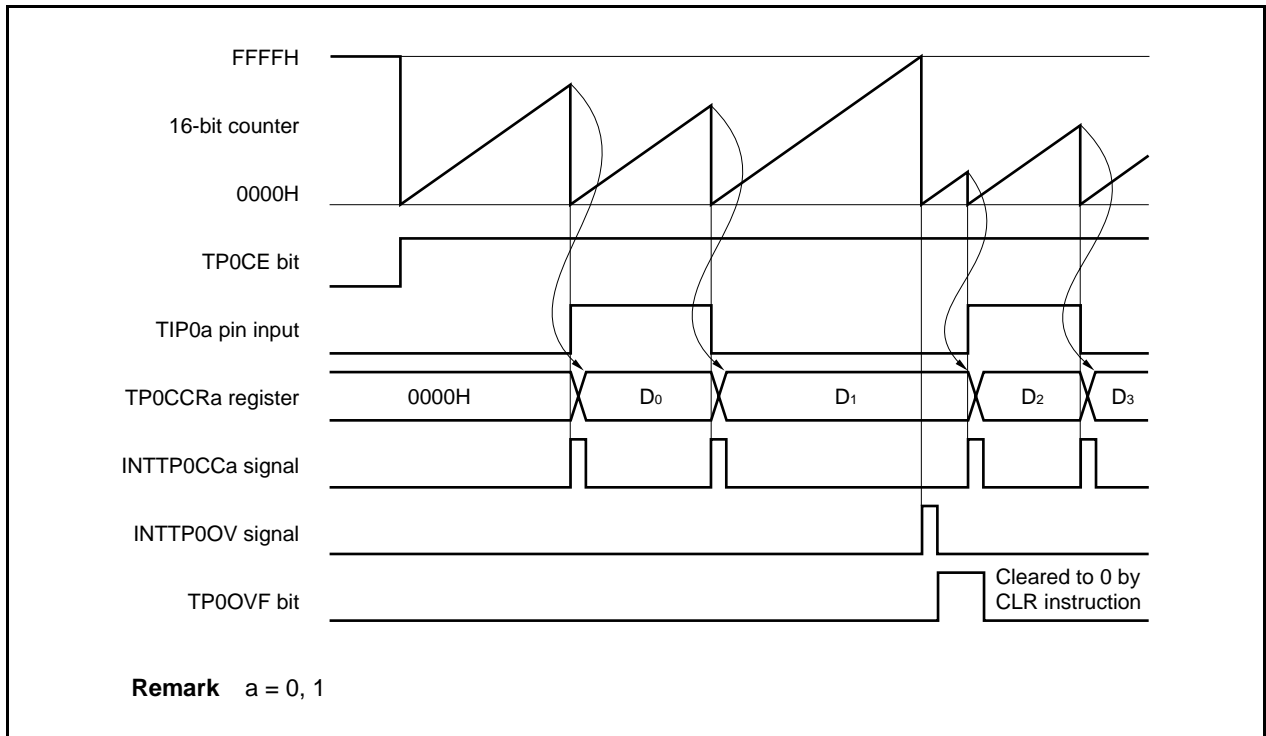 FFFFH
16-bit counter
0000H
TP0CE bit
TIP0a pin input
TP0CCRa register
0000H
D0
D1
D2
D3
INTTP0CCa signal
INTTP0OV signal
TP0OVF bit
Cleared to 0 by
CLR instruction
Remark a = 0, 1